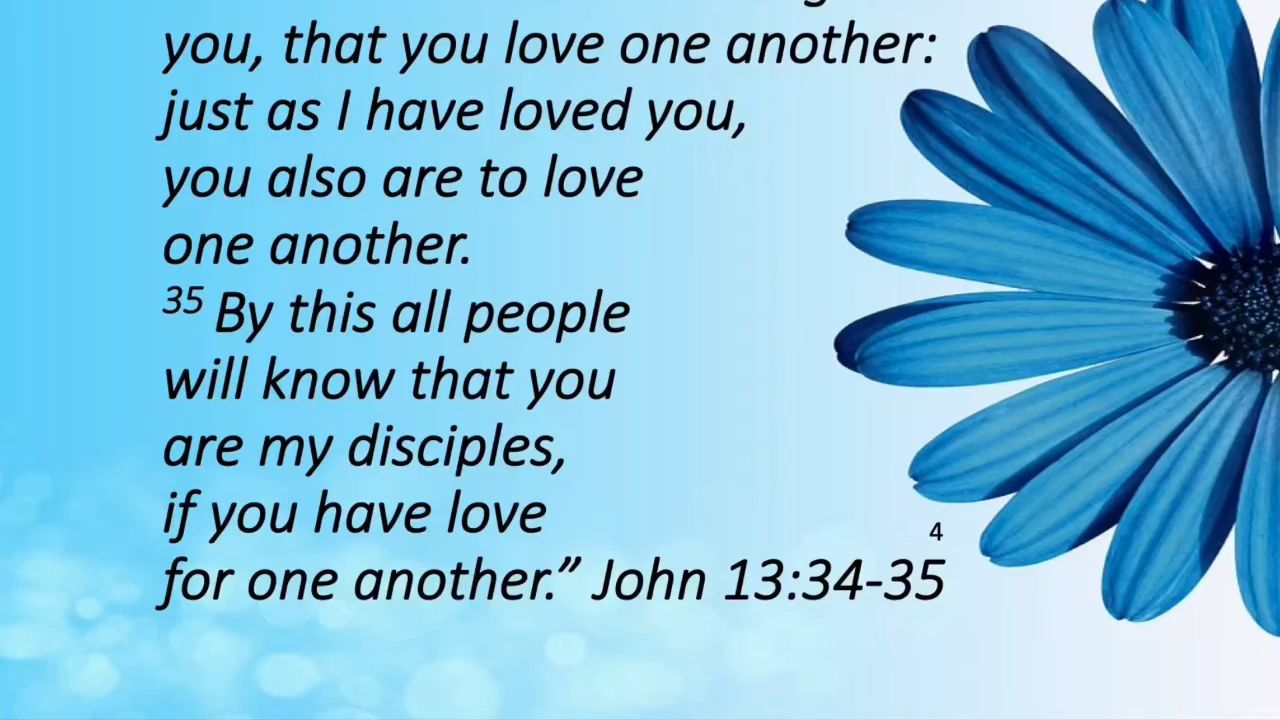 you, that you love one another:
just as I have loved you,
you also are to love
one another.
35 By this all people
will know that you
are my disciples,
if you have love
4
for one another.” John 13:34-35